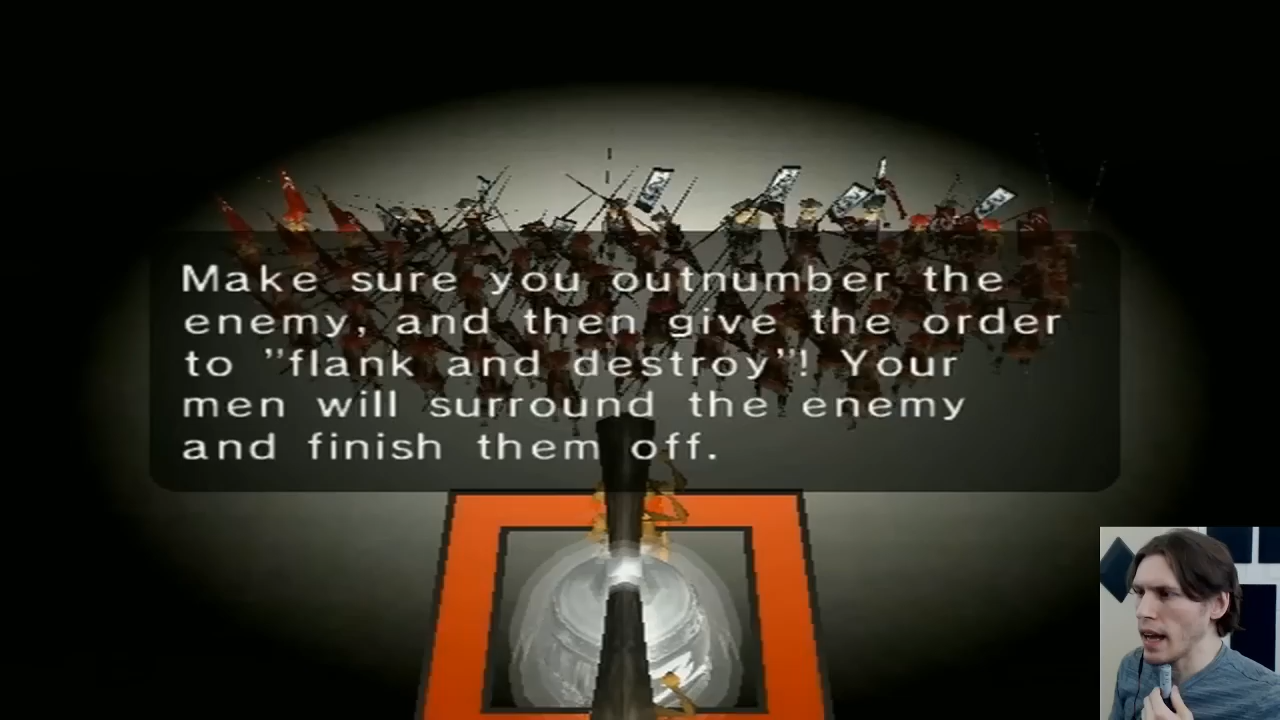 Make sure you outnumber the
enemy, and then give the order
to "flank and destroy"! Your
men will surround the enemy
and finish them off.